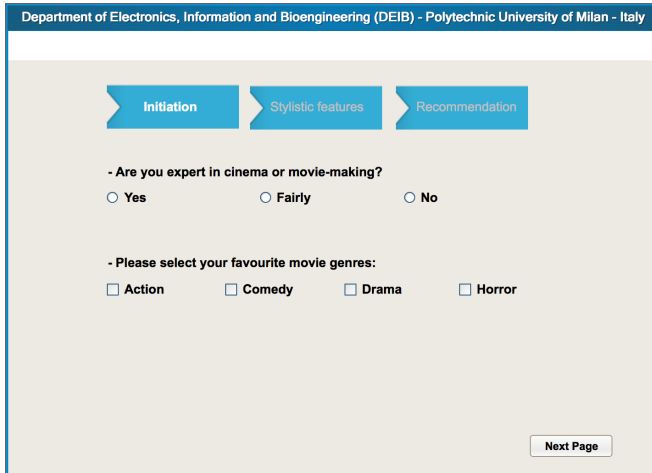 Department of Electronics, Information and Bioengineering (DEIB) - Polytechnic University of Milan - Italy
Initiation Stylistic features Recommendation
- Are you expert in cinema or movie-making?
Yes Fairly No
- Please select your favourite movie genres:
Action Comedy Drama Horror
Next Page